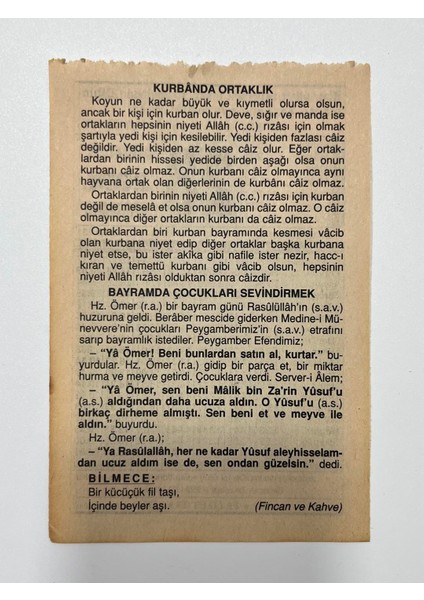 KURBÂNDA ORTAKLIK
Koyun ne kadar büyük ve kıymetli olursa olsun,
ancak bir kişi için kurban olur. Deve, sığır ve manda ise
ortakların hepsinin niyeti Allâh (c.c.) rızâsı için olmak
şartıyla yedi kişi için kesilebilir. Yedi kişiden fazlası câiz
değildir. Yedi kişiden az kesse câiz olur. Eğer ortak-
lardan birinin hissesi yedide birden aşağı olsa onun
kurbanı câiz olmaz. Onun kurbanı câiz olmayınca aynı
hayvana ortak olan diğerlerinin de kurbânı câiz olmaz.
Ortaklardan birinin niyeti Allâh (c.c.) rızâsı için kurban
değil de meselâ et olsa onun kurbanı câiz olmaz. O câiz
olmayınca diğer ortakların kurbanı da câiz olmaz.
Ortaklardan biri kurban bayramında kesmesi vâcib
olan kurbana niyet edip diğer ortaklar başka kurbana
niyet etse, bu ister akîka gibi nafile ister nezir, hacc-ı
kıran ve temettü kurbanı gibi vâcib olsun, hepsinin
niyeti Allâh rızâsı olduktan sonra câizdir.
BAYRAMDA ÇOCUKLARI SEVİNDİRMEK
Hz. Ömer (r.a.) bir bayram günü Rasûlüllâh'ın (s.a.v.)
huzuruna geldi. Berâber mescide giderken Medine-i Mü-
nevvere'nin çocukları Peygamberimiz'in (s.a.v.) etrafını
sarıp bayramlık istediler. Peygamber Efendimiz;
– "Yâ Ömer! Beni bunlardan satın al, kurtar." bu-
yurdular. Hz. Ömer (r.a.) gidip bir parça et, bir miktar
hurma ve meyve getirdi. Çocuklara verdi. Server-i Âlem;
– "Yâ Ömer, sen beni Mâlik bin Za'rin Yûsuf'u
(a.s.) aldığından daha ucuza aldın. O Yûsuf'u (a.s.)
birkaç dirheme almıştı. Sen beni et ve meyve ile
aldın." buyurdu.
Hz. Ömer (r.a.);
– "Ya Rasûlallah, her ne kadar Yûsuf aleyhisselam-
dan ucuz aldım ise de, sen ondan güzelsin." dedi.
BİLMECE:
Bir kücüçük fil taşı,
İçinde beyler aşı. (Fincan ve Kahve)